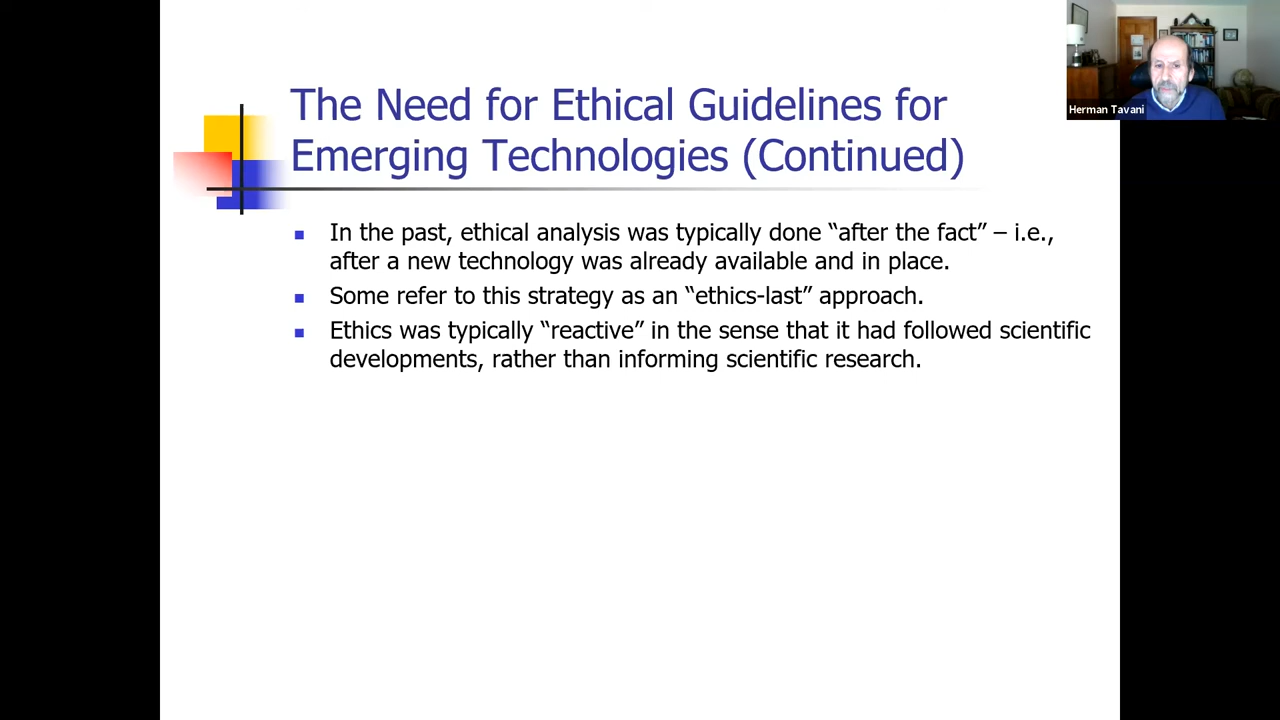 The Need for Ethical Guidelines for
Emerging Technologies (Continued)
In the past, ethical analysis was typically done “after the fact” – i.e.,
after a new technology was already available and in place.
Some refer to this strategy as an “ethics-last” approach.
Ethics was typically “reactive” in the sense that it had followed scientific
developments, rather than informing scientific research.
Herman Tavani